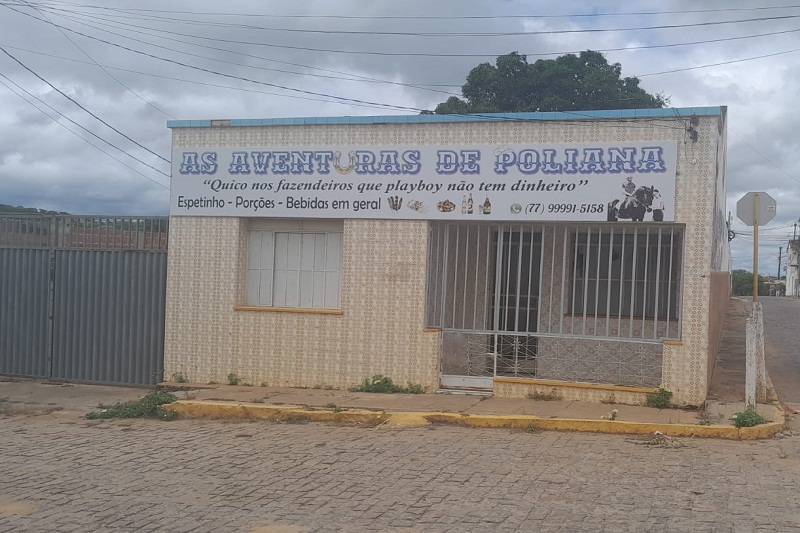 AS AVENTURAS DE POLIANA
"Quico nos fazendeiros que playboy não tem dinheiro"
Espetinho - Porções - Bebidas em geral (77) 99991-5158